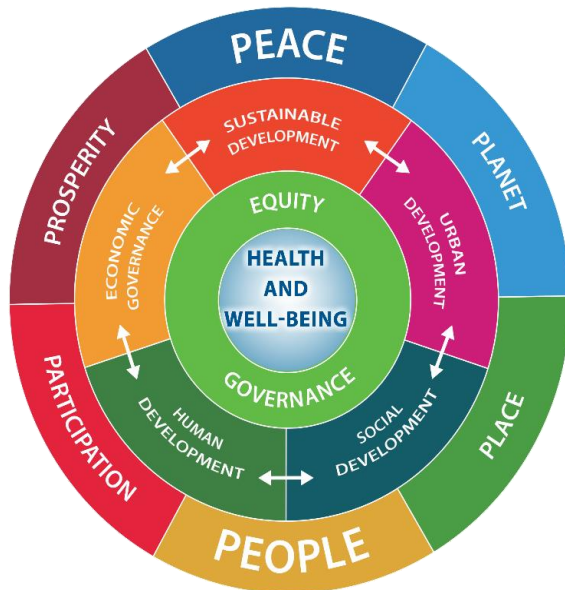 PEACE
PLANET
PLACE
PEOPLE
PARTICIPATION
PROSPERITY
SUSTAINABLE
DEVELOPMENT
URBAN
DEVELOPMENT
SOCIAL
DEVELOPMENT
HUMAN
DEVELOPMENT
ECONOMIC
GOVERNANCE
EQUITY
GOVERNANCE
HEALTH
AND
WELL-BEING